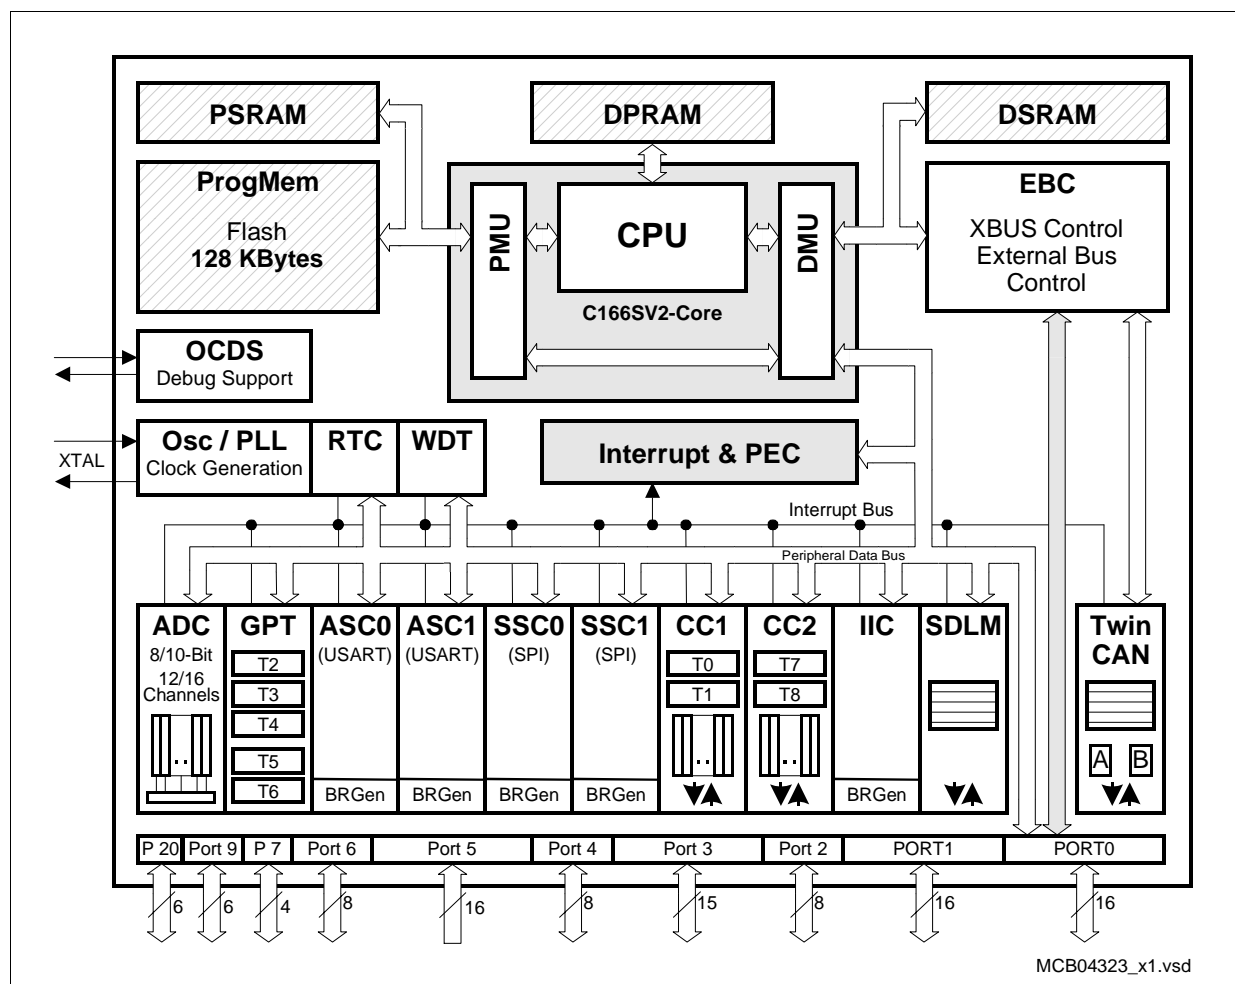 PSRAM
DPRAM
DSRAM
ProgMem
Flash
128 KBytes
PMU
CPU
DMU
C166SV2-Core
EBC
XBUS Control
External Bus
Control
OCDS
Debug Support
Osc / PLL
Clock Generation
RTC
WDT
Interrupt & PEC
XTAL
Interrupt Bus
Peripheral Data Bus
ADC
8/10-Bit
12/16
Channels
GPT
T2
T3
T4
T5
T6
ASC0
(USART)
BRGen
ASC1
(USART)
BRGen
SSC0
(SPI)
BRGen
SSC1
(SPI)
BRGen
CC1
T0
T1
CC2
T7
T8
IIC
BRGen
SDLM
Twin
CAN
A
B
P 20
Port 9
P 7
Port 6
Port 5
Port 4
Port 3
Port 2
PORT1
PORT0
6
6
4
8
16
8
15
8
16
16
MCB04323_x1.vsd